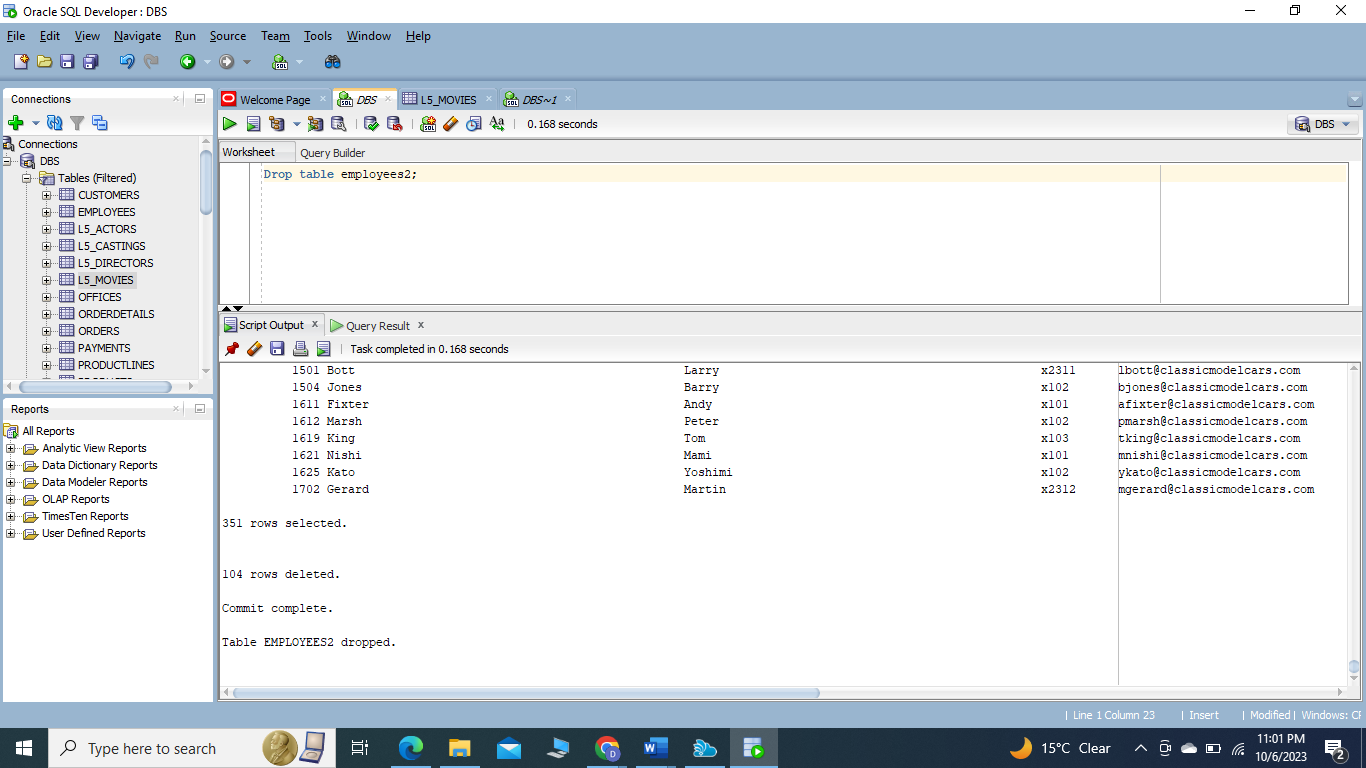 Oracle SQL Developer : DBS
File Edit View Navigate Run Source Team Tools Window Help
Connections
Connections
DBS
Tables (Filtered)
CUSTOMERS
EMPLOYEES
L5_ACTORS
L5_CASTINGS
L5_DIRECTORS
L5_MOVIES
OFFICES
ORDERDETAILS
ORDERS
PAYMENTS
PRODUCTLINES
Reports
All Reports
Analytic View Reports
Data Dictionary Reports
Data Modeler Reports
OLAP Reports
TimesTen Reports
User Defined Reports
Welcome Page DBS L5_MOVIES DBS~1
0.168 seconds DBS
Worksheet Query Builder
Drop table employees2;
Script Output x Query Result x
Task completed in 0.168 seconds
1501 Bott Larry x2311 lbott@classicmodelcars.com
1504 Jones Barry x102 bjones@classicmodelcars.com
1611 Fixter Andy x101 afixter@classicmodelcars.com
1612 Marsh Peter x102 pmarsh@classicmodelcars.com
1619 King Tom x103 tking@classicmodelcars.com
1621 Nishi Mami x101 mnishi@classicmodelcars.com
1625 Kato Yoshimi x102 ykato@classicmodelcars.com
1702 Gerard Martin x2312 mgerard@classicmodelcars.com
351 rows selected.
104 rows deleted.
Commit complete.
Table EMPLOYEES2 dropped.
| Line 1 Column 23 | Insert | Modified | Windows:
Type here to search
15°C Clear
11:01 PM
10/6/2023
2